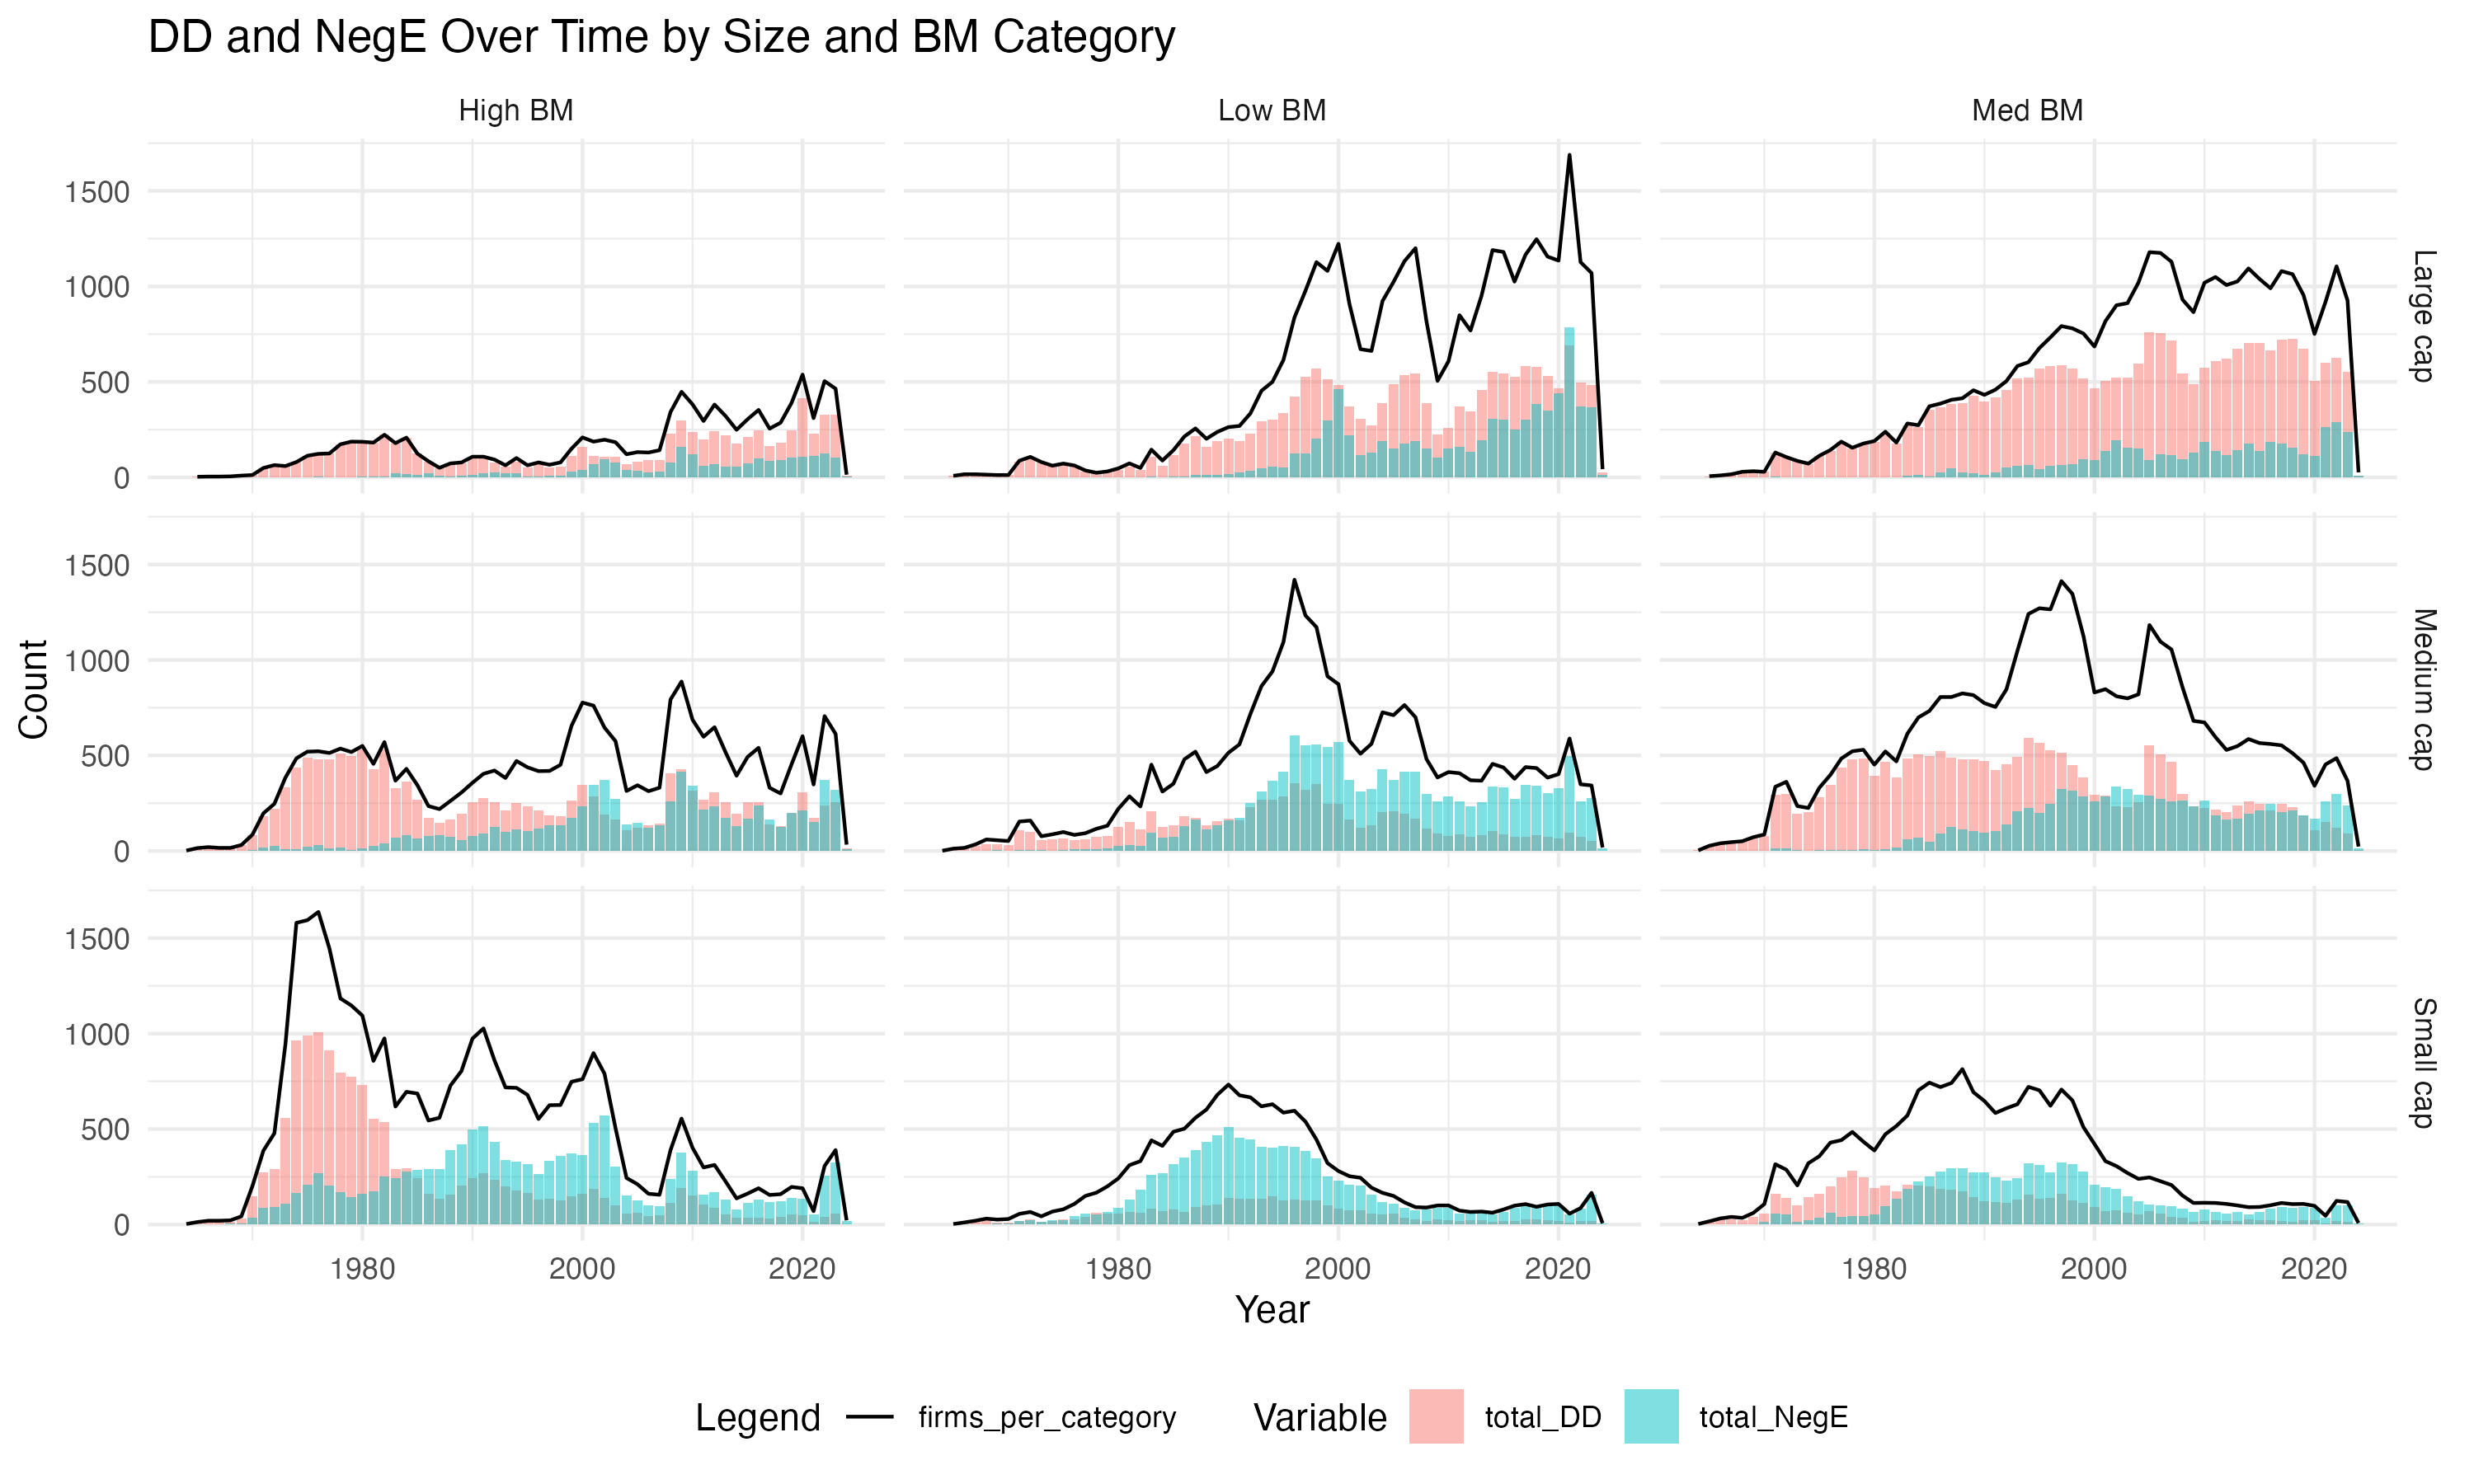 DD and NegE Over Time by Size and BM Category
High BM
Low BM
Med BM
1500
1000
500
0
Large cap
1500
1000
500
0
Medium cap
1500
1000
500
0
Small cap
Count
1980
2000
2020
1980
2000
2020
1980
2000
2020
Year
Legend
firms_per_category
Variable
total_DD
total_NegE